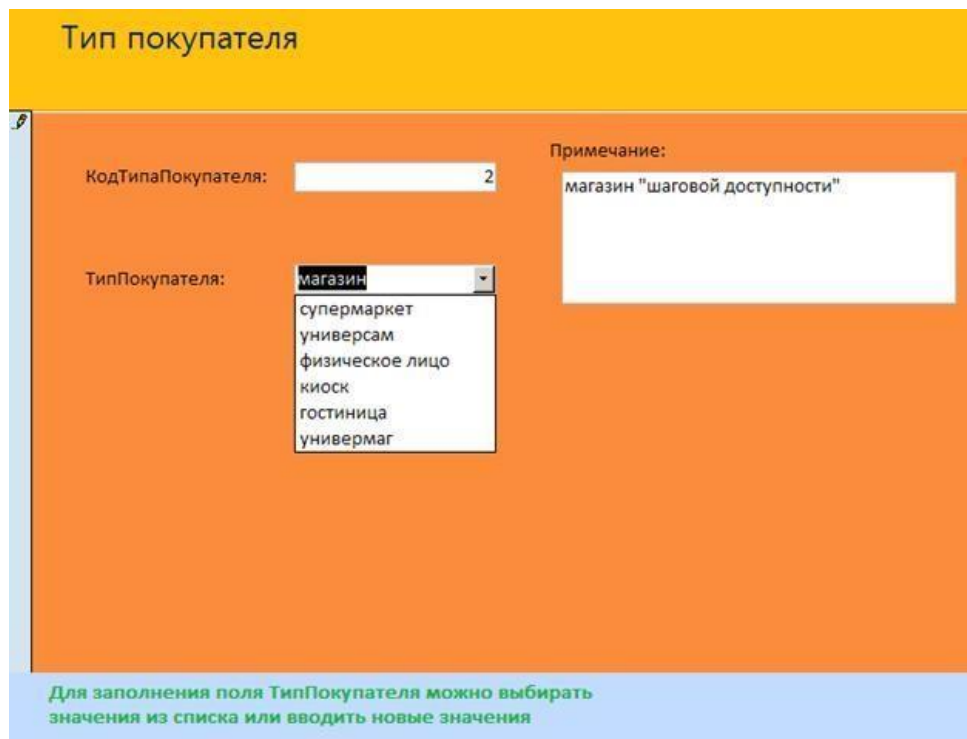 Тип покупателя
КодТипаПокупателя:
2
ТипПокупателя:
магазин
супермаркет
универсам
физическое лицо
киоск
гостиница
универмаг
Примечание:
магазин "шаговой доступности"
Для заполнения поля ТипПокупателя можно выбирать
значения из списка или вводить новые значения